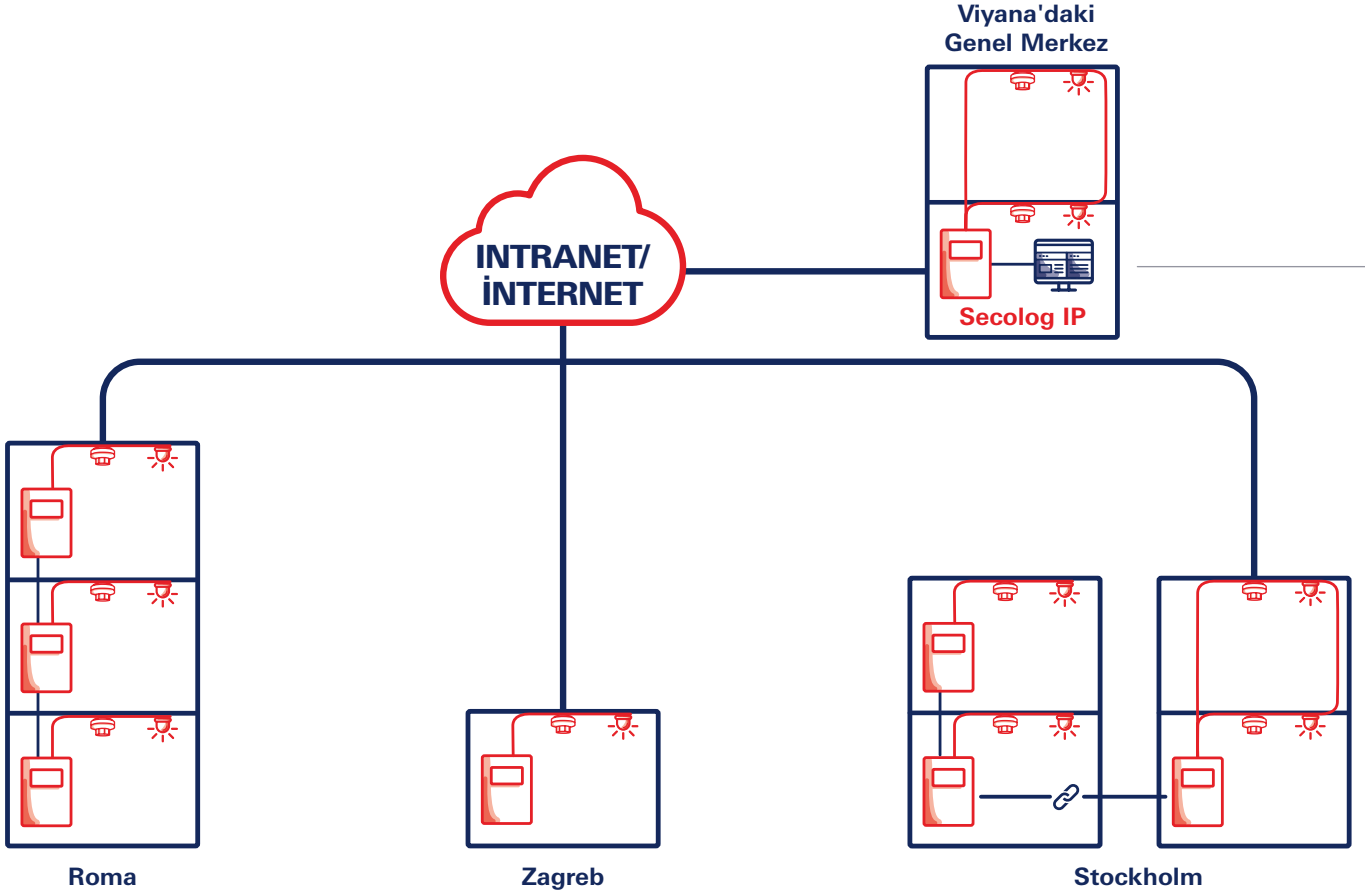 Viyana'daki
Genel Merkez
INTRANET/
İNTERNET
Secolog IP
Roma
Zagreb
Stockholm